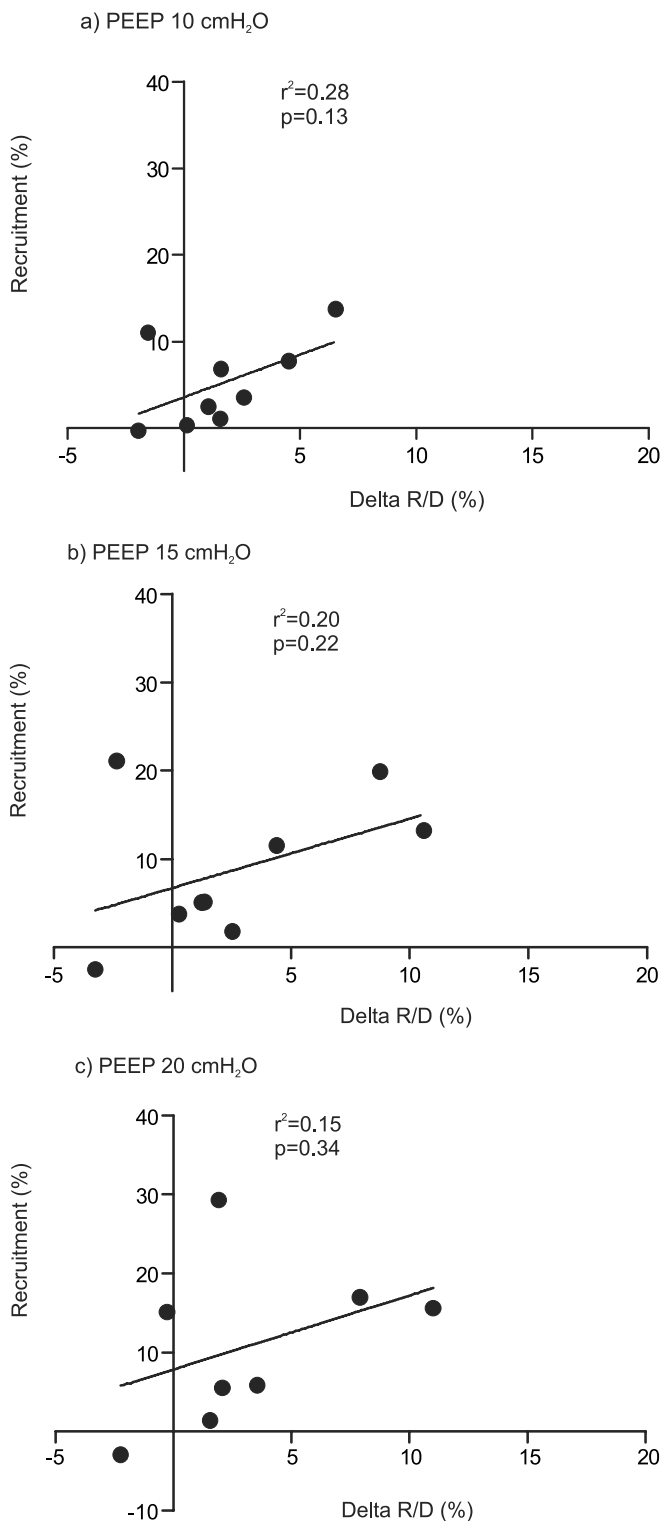 a) PEEP 10 cmH₂O
40
r²=0.28
p=0.13
30
Recruitment (%)
20
10
-5
5
10
15
20
Delta R/D (%)
b) PEEP 15 cmH₂O
40
r²=0.20
p=0.22
30
Recruitment (%)
20
10
-5
5
10
15
20
Delta R/D (%)
c) PEEP 20 cmH₂O
40
r²=0.15
p=0.34
30
Recruitment (%)
20
10
-5
5
10
15
20
-10
Delta R/D (%)